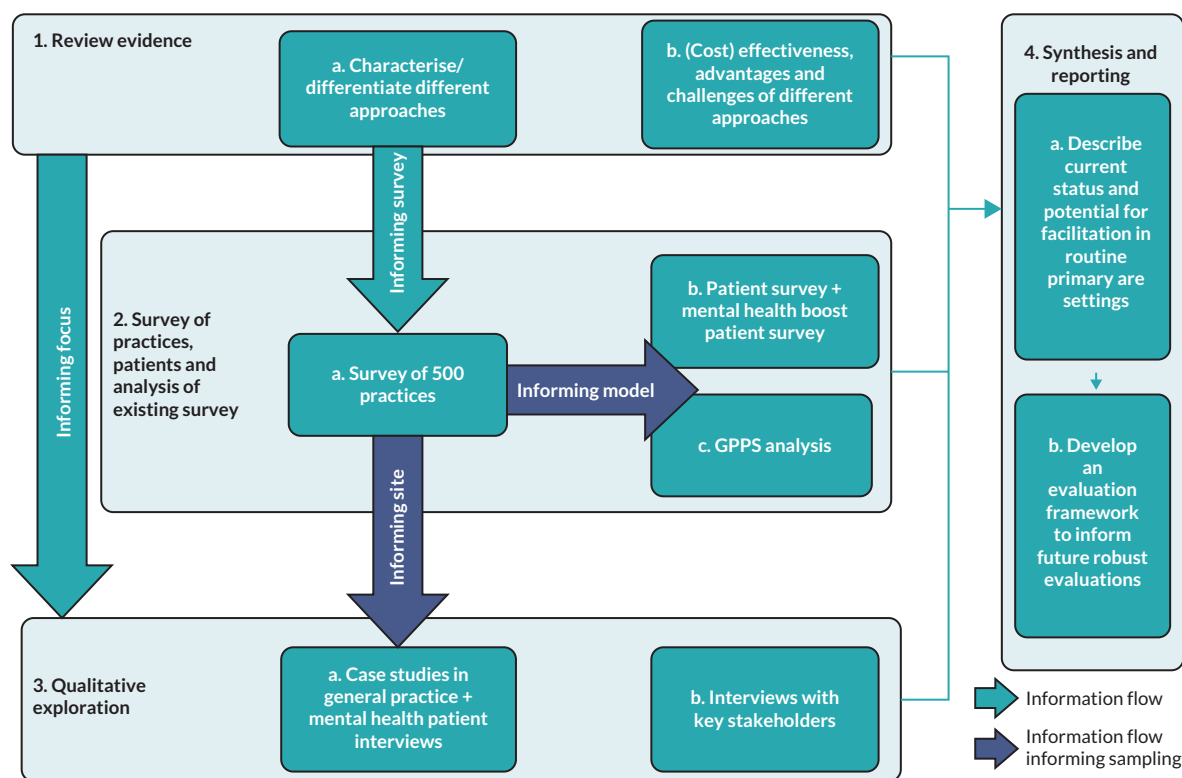 1. Review evidence
a. Characterise/
differentiate different
approaches
b. (Cost) effectiveness,
advantages and
challenges of different
approaches
Informing survey
Informing focus
2. Survey of
practices,
patients and
analysis of
existing survey
a. Survey of 500
practices
Informing model
b. Patient survey +
mental health boost
patient survey
c. GPPS analysis
Informing site
3. Qualitative
exploration
a. Case studies in
general practice +
mental health patient
interviews
b. Interviews with
key stakeholders
4. Synthesis and
reporting
a. Describe
current
status and
potential for
facilitation in
routine
primary are
settings
b. Develop
an
evaluation
framework
to inform
future robust
evaluations
Information flow
Information flow
informing sampling